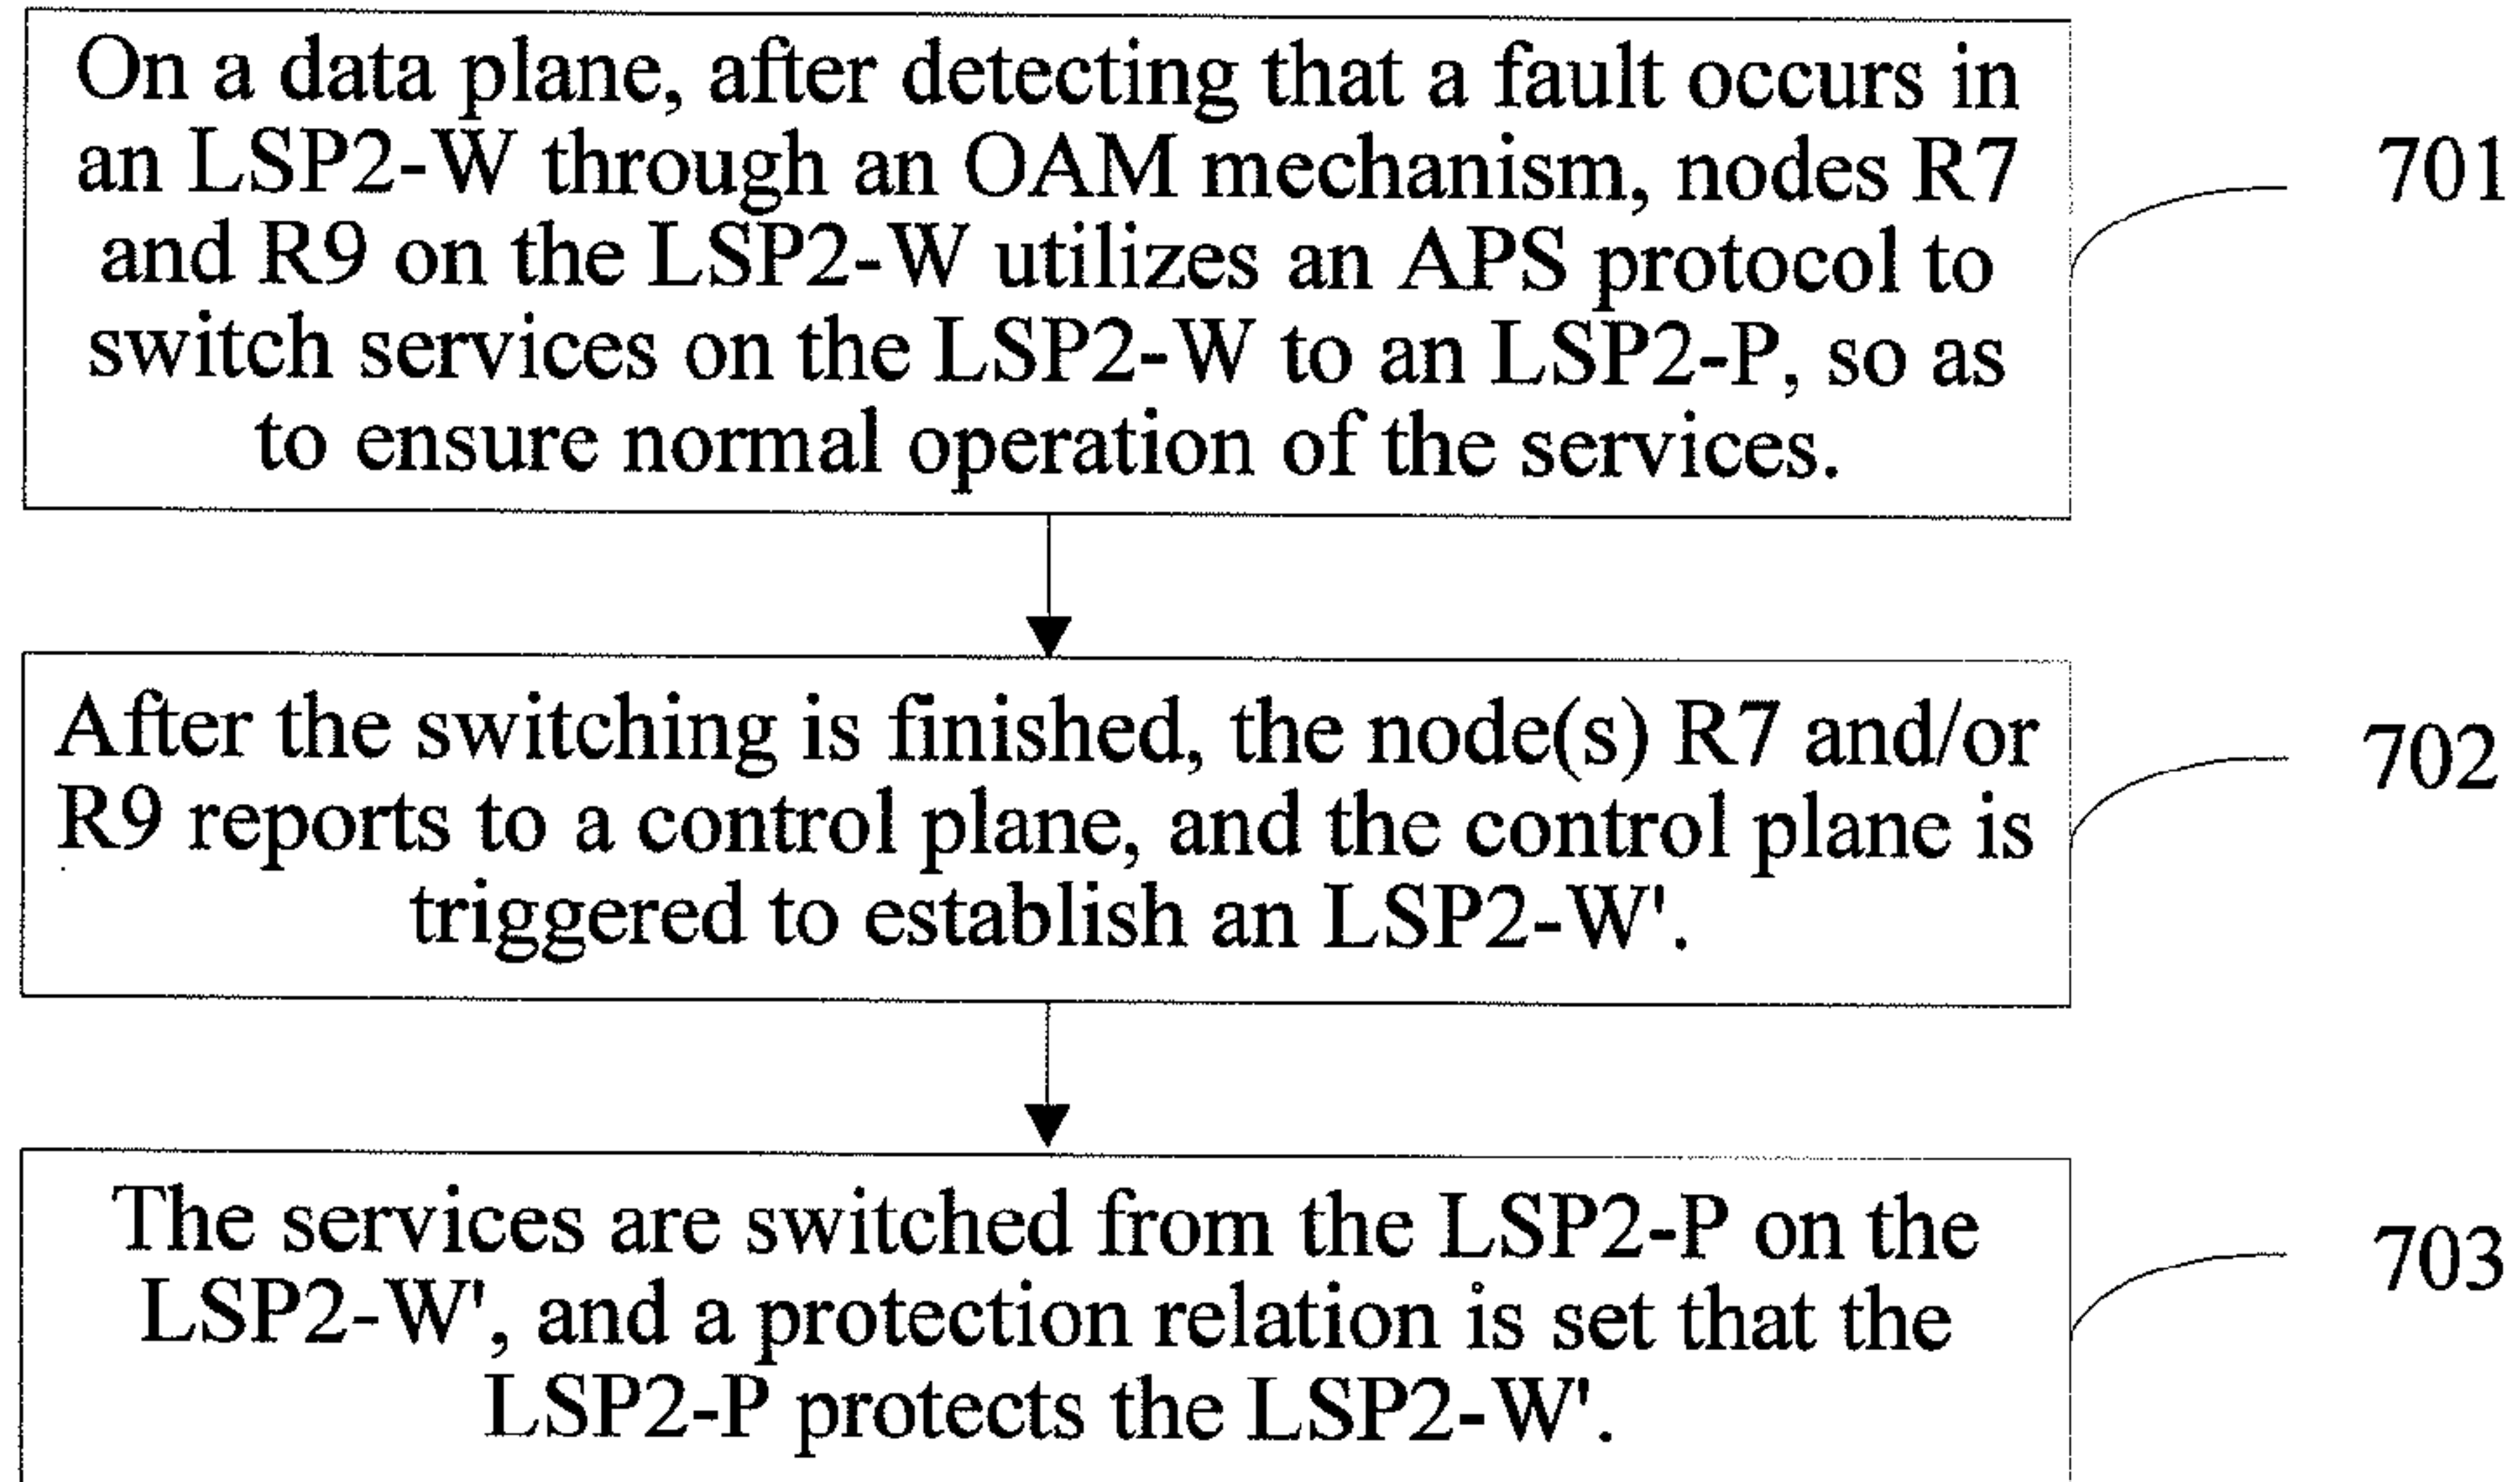 On a data plane, after detecting that a fault occurs in
an LSP2-W through an OAM mechanism, nodes R7
and R9 on the LSP2-W utilizes an APS protocol to
switch services on the LSP2-W to an LSP2-P, so as
to ensure normal operation of the services.
701
After the switching is finished, the node(s) R7 and/or
R9 reports to a control plane, and the control plane is
triggered to establish an LSP2-W'.
702
The services are switched from the LSP2-P on the
LSP2-W', and a protection relation is set that the
LSP2-P protects the LSP2-W'.
703